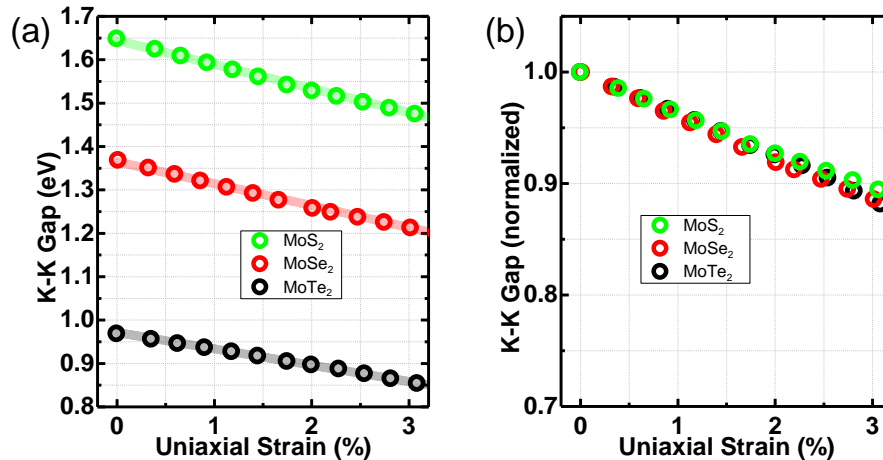 (a)
1.7
1.6
1.5
1.4
1.3
1.2
1.1
1.0
0.9
0.8
K-K Gap (eV)
MoS2
MoSe2
MoTe2
0
1
2
3
Uniaxial Strain (%)
(b)
1.0
0.9
0.8
0.7
K-K Gap (normalized)
MoS2
MoSe2
MoTe2
0
1
2
3
Uniaxial Strain (%)